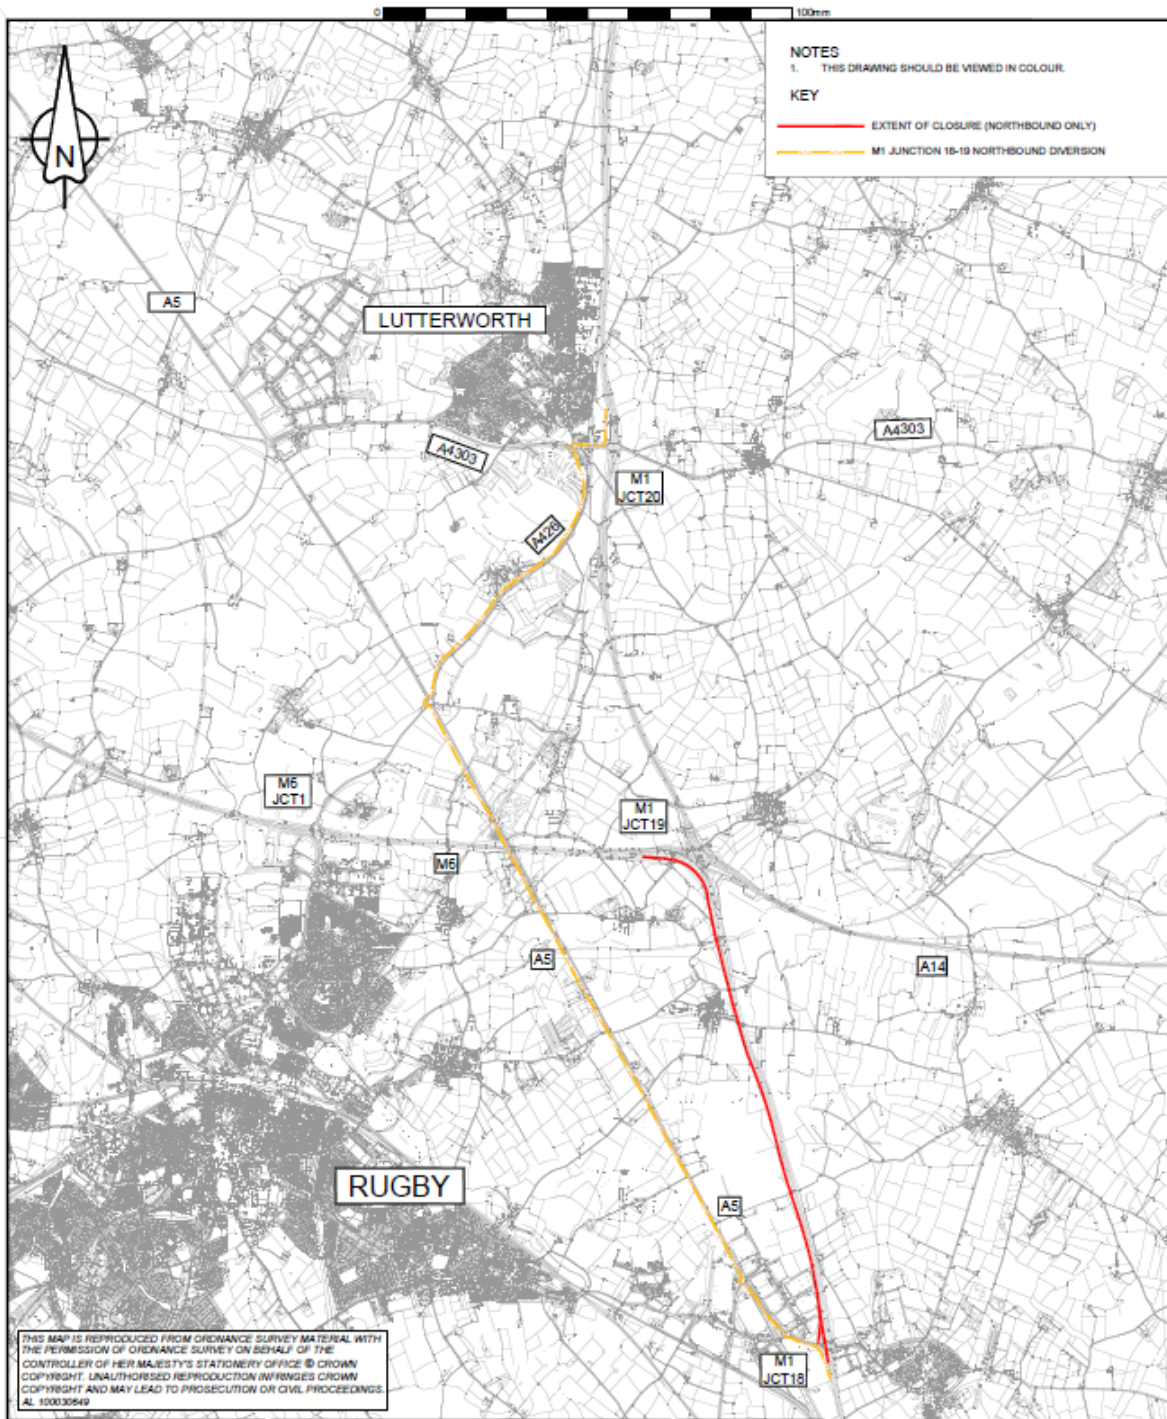 0
100mm
NOTES
1. THIS DRAWING SHOULD BE VIEWED IN COLOUR.
KEY
EXTENT OF CLOSURE (NORTHBOUND ONLY)
M1 JUNCTION 18-19 NORTHBOUND DIVERSION
N
A5
LUTTERWORTH
A4303
A4303
M1
JCT20
A426
M6
JCT1
M1
JCT19
M6
A5
A14
RUGBY
A5
M1
JCT18
THIS MAP IS REPRODUCED FROM ORDNANCE SURVEY MATERIAL WITH
THE PERMISSION OF ORDNANCE SURVEY ON BEHALF OF THE
CONTROLLER OF HER MAJESTY'S STATIONERY OFFICE © CROWN
COPYRIGHT. UNAUTHORISED REPRODUCTION INFRINGES CROWN
COPYRIGHT AND MAY LEAD TO PROSECUTION OR CIVIL PROCEEDINGS.
AL 100030649